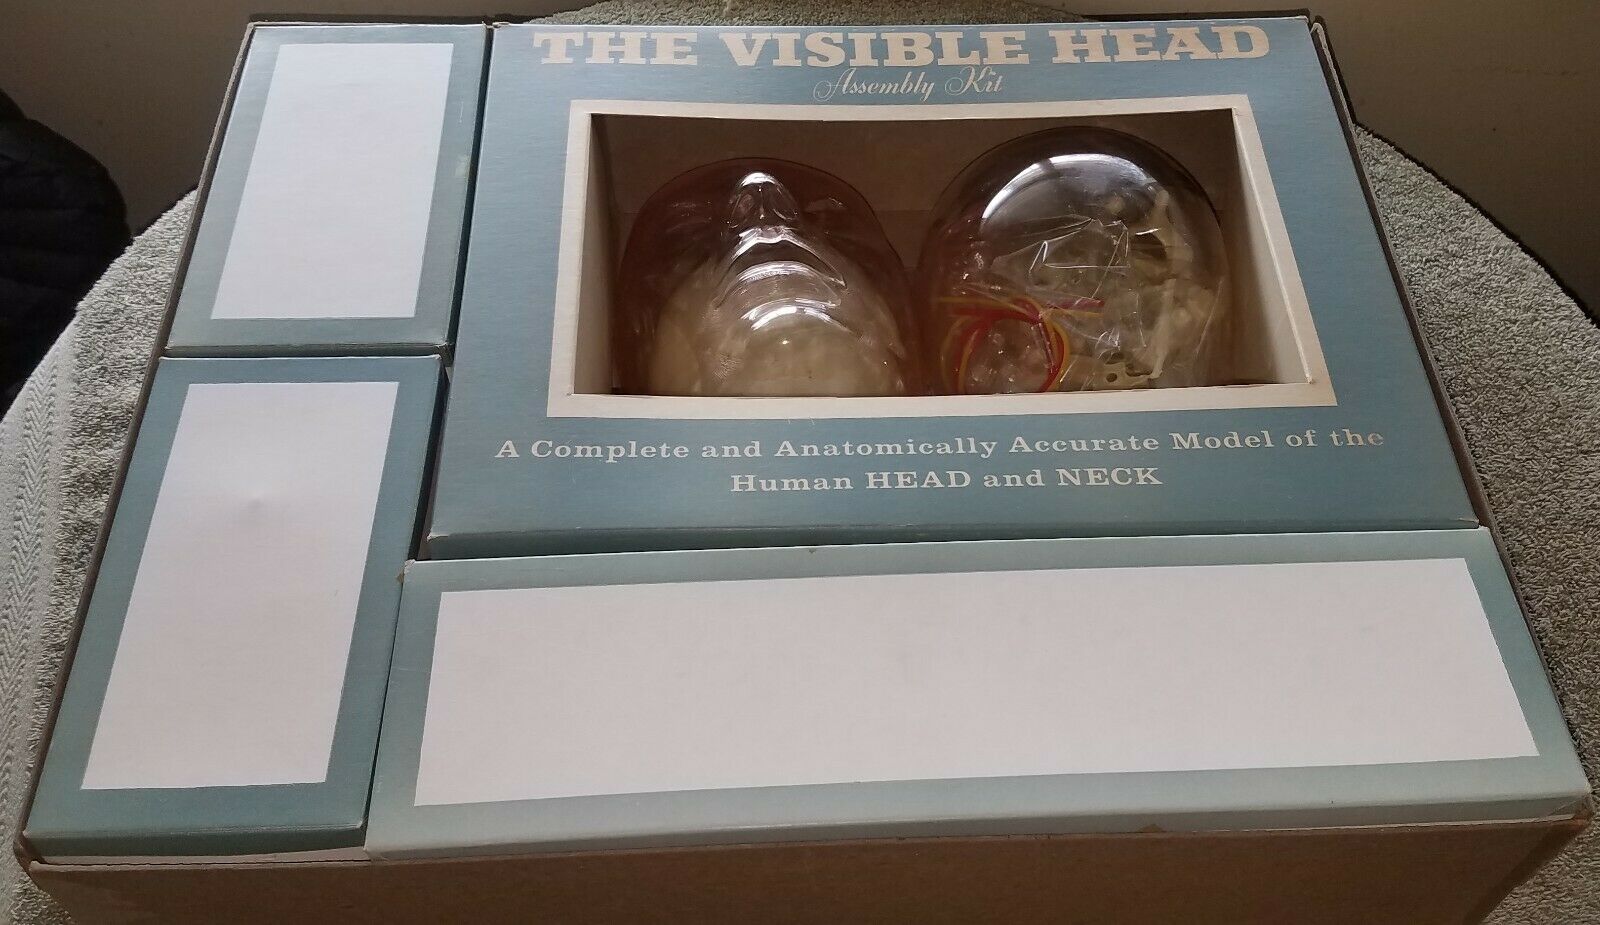 THE VISIBLE HEAD
Assembly Kit
A Complete and Anatomically Accurate Model of the
Human HEAD and NECK